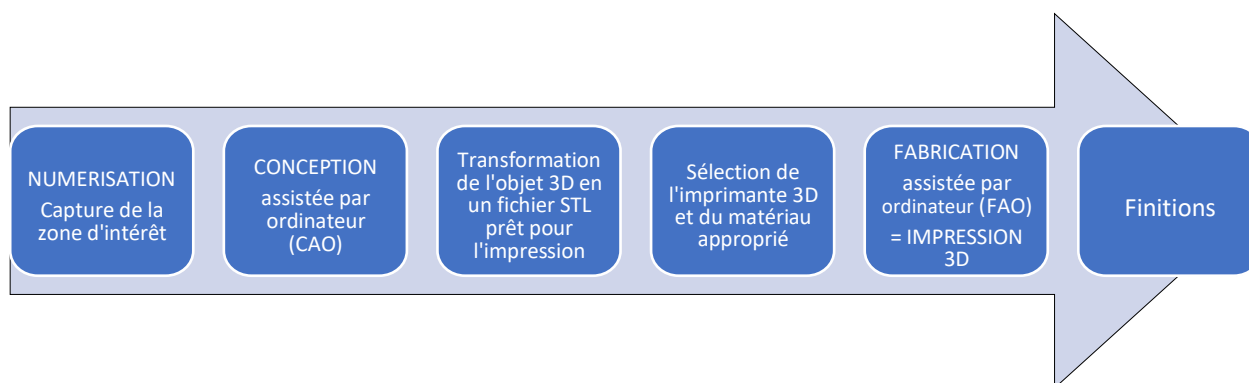 NUMERISATION
Capture de la
zone d'intérêt
CONCEPTION
assistée par
ordinateur
(CAO)
Transformation
de l'objet 3D en
un fichier STL
prêt pour
l'impression
Sélection de
l'imprimante 3D
et du matériau
approprié
FABRICATION
assistée par
ordinateur (FAO)
= IMPRESSION
3D
Finitions